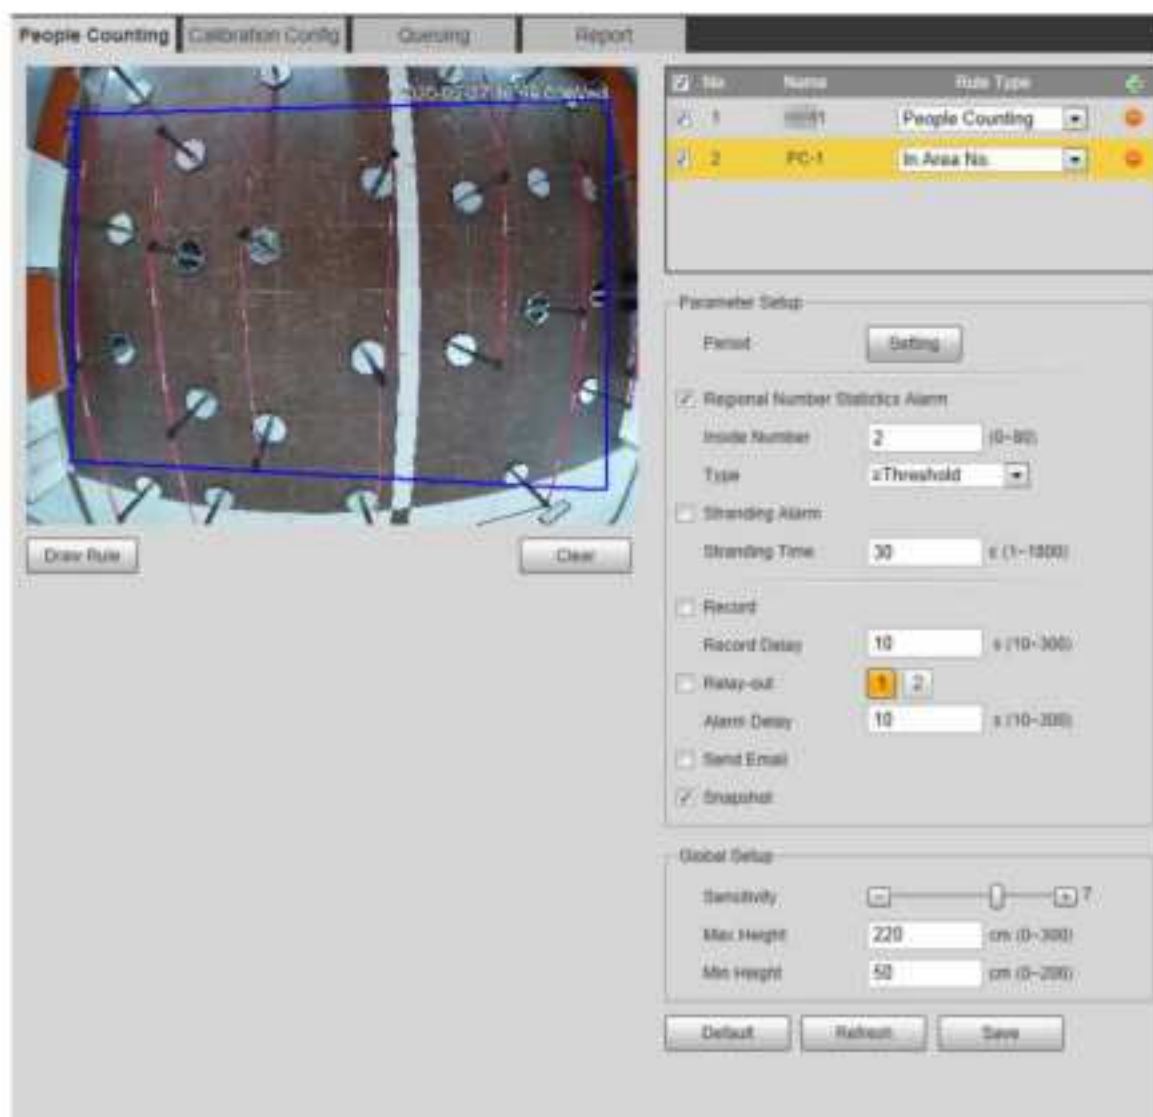 People Counting Calibration Config Queuing Report
No. Name Rule Type
1 People Counting
2 PC-1 In Area No.
Parameter Setup
Period Setting
Regional Number Statistics Alarm
Inside Number 2 (0~80)
Type ≥Threshold
Stranding Alarm
Stranding Time 30 s (1~1800)
Record
Record Delay 10 s (10~300)
Relay-out 1 2
Alarm Delay 10 s (10~300)
Send Email
Snapshot
Draw Rule Clear
Global Setup
Sensitivity 7
Max Height 220 cm (0~300)
Min Height 50 cm (0~200)
Default Refresh Save